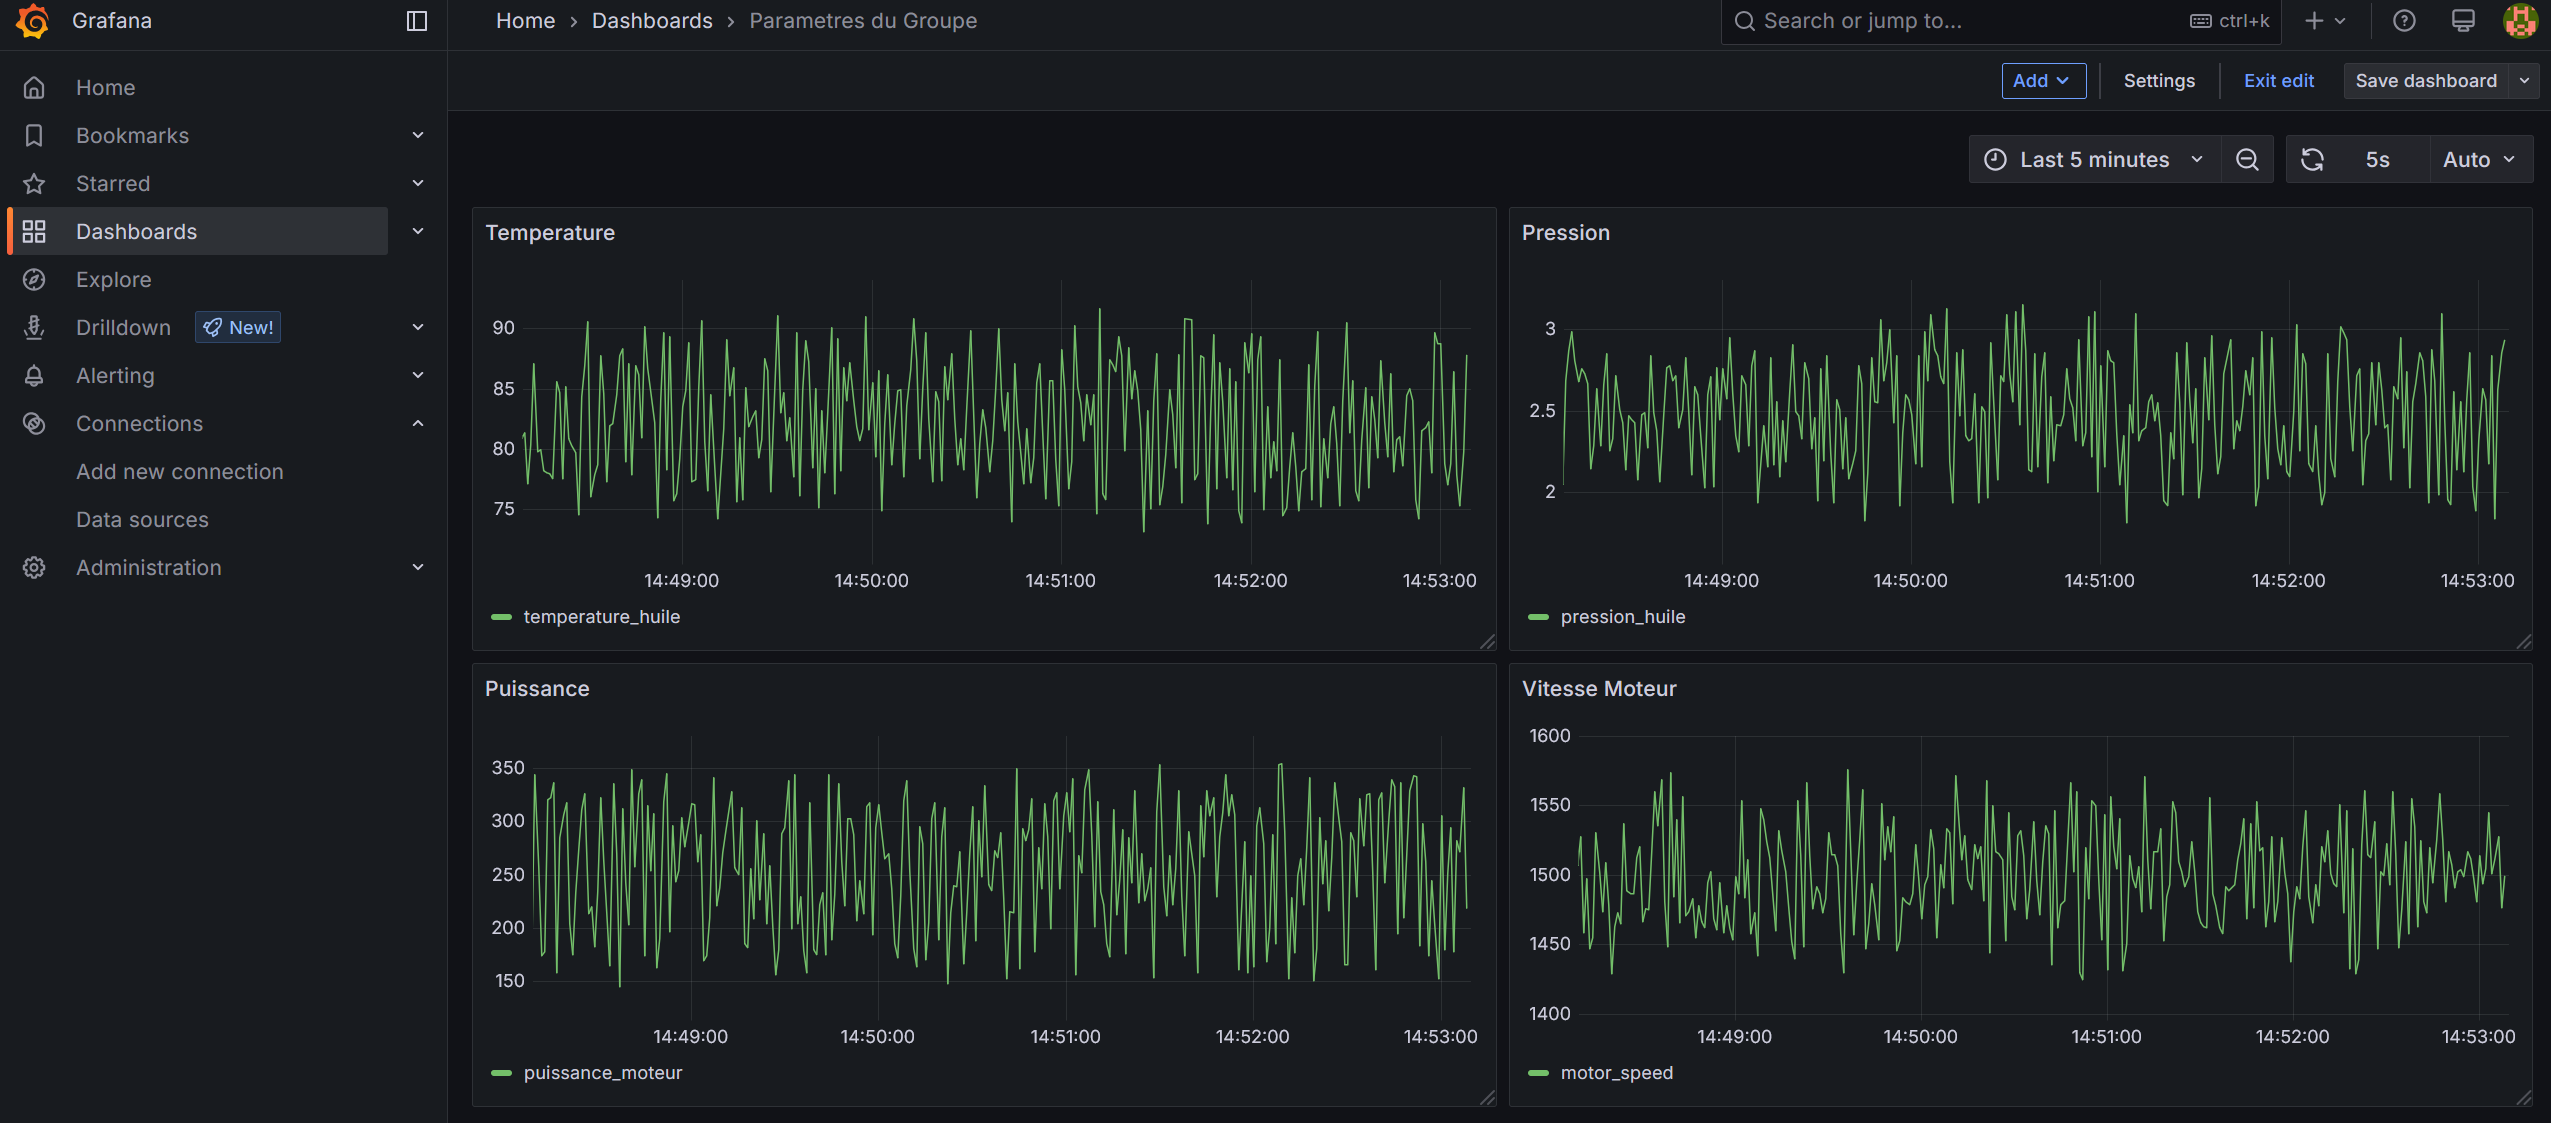 Grafana
Home › Dashboards › Parametres du Groupe
Search or jump to...
ctrl+k
Add
Settings
Exit edit
Save dashboard
Home
Bookmarks
Starred
Dashboards
Explore
Drilldown
New!
Alerting
Connections
Add new connection
Data sources
Administration
Last 5 minutes
5s
Auto
Temperature
90
85
80
75
14:49:00 14:50:00 14:51:00 14:52:00 14:53:00
temperature_huile
Pression
3
2.5
2
14:49:00 14:50:00 14:51:00 14:52:00 14:53:00
pression_huile
Puissance
350
300
250
200
150
14:49:00 14:50:00 14:51:00 14:52:00 14:53:00
puissance_moteur
Vitesse Moteur
1600
1550
1500
1450
1400
14:49:00 14:50:00 14:51:00 14:52:00 14:53:00
motor_speed